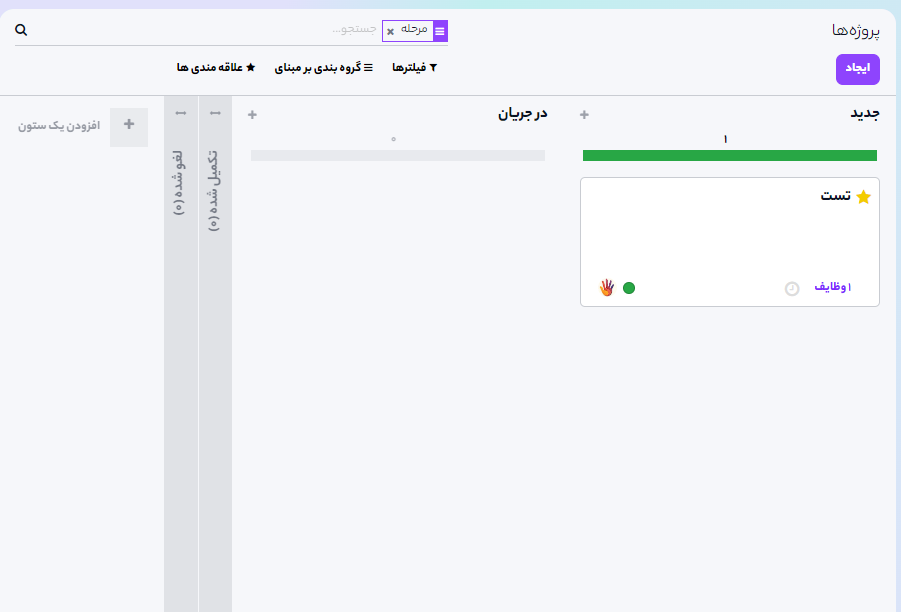 پروژه‌ها
مرحله
جستجو...
ایجاد
فیلترها
گروه بندی بر مبنای
علاقه مندی ها
جدید
۱
تست
۱ وظایف
در جریان
۰
تکمیل شده (۰)
لغو شده (۰)
افزودن یک ستون